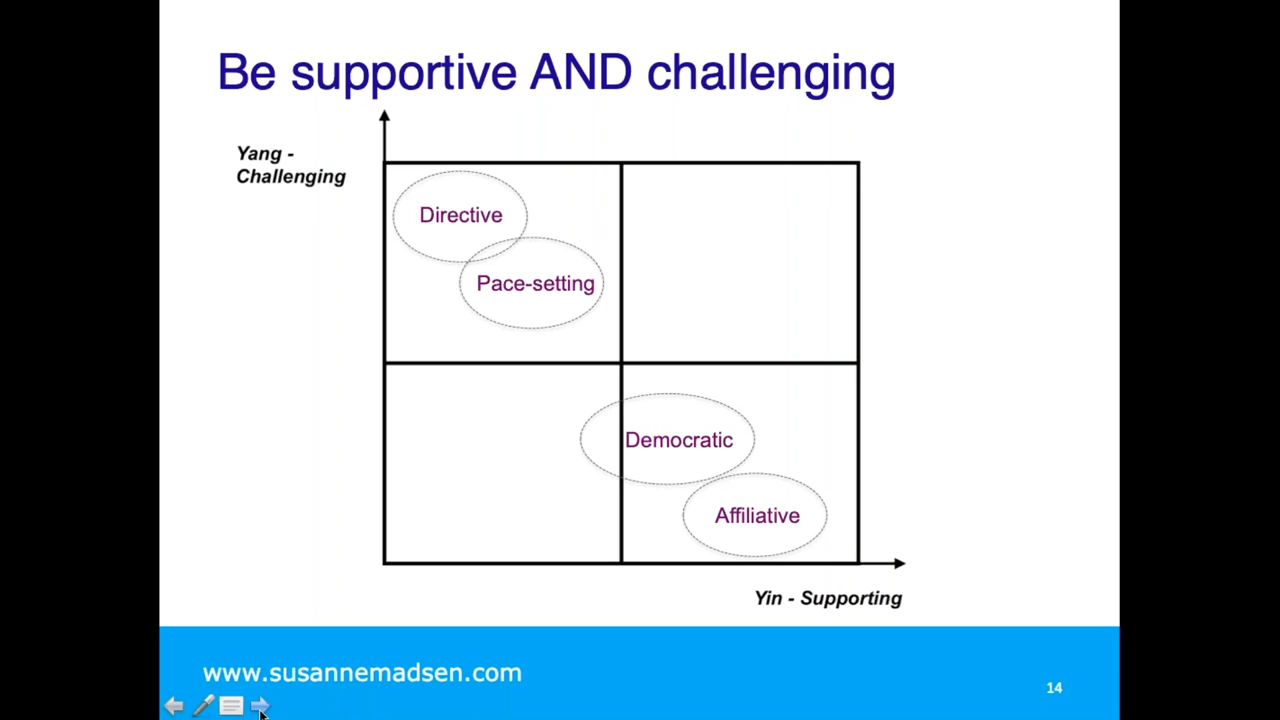 Be supportive AND challenging
Yang -
Challenging
Directive
Pace-setting
Democratic
Affiliative
Yin - Supporting
www.susannemadsen.com
14